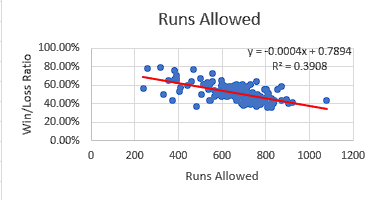 Runs Allowed
y = -0.0004x + 0.7894
R² = 0.3908
100.00%
80.00%
60.00%
40.00%
20.00%
0.00%
Win/Loss Ratio
0 200 400 600 800 1000 1200
Runs Allowed